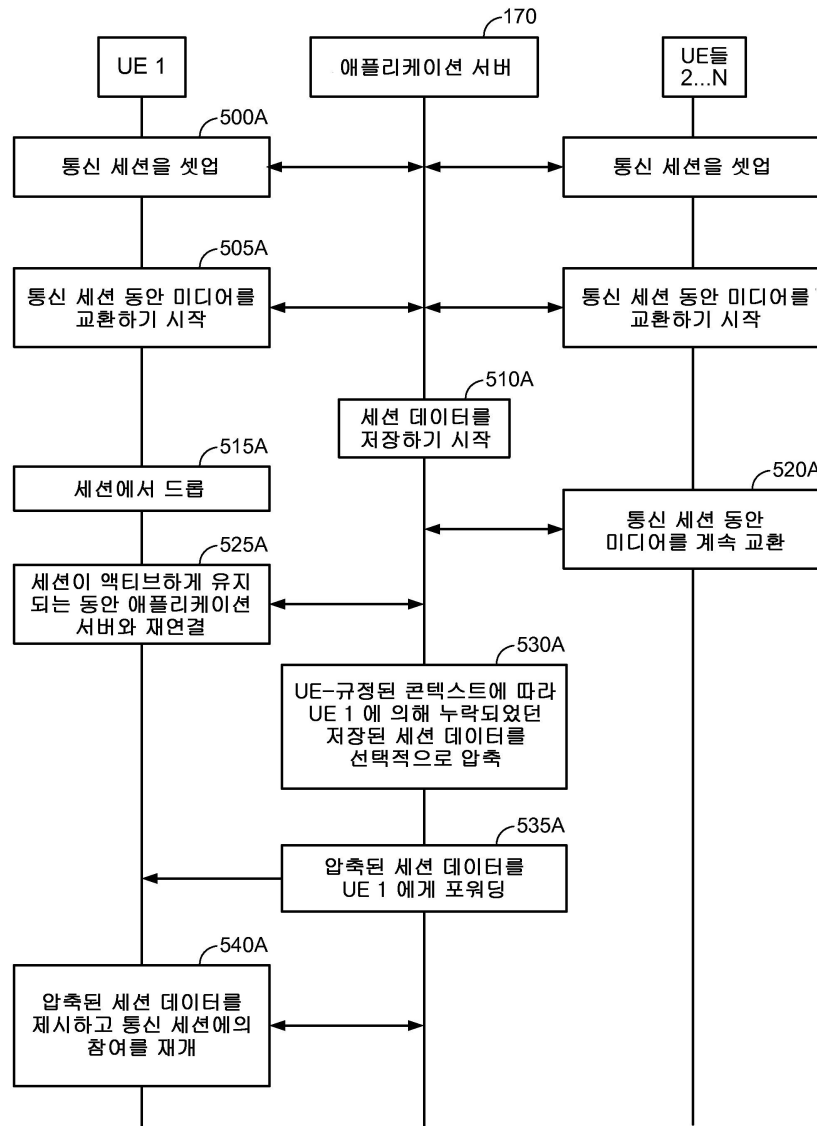 170
UE 1
애플리케이션 서버
UE들
2...N
500A
통신 세션을 셋업
통신 세션을 셋업
505A
통신 세션 동안 미디어를
교환하기 시작
통신 세션 동안 미디어를
교환하기 시작
510A
세션 데이터를
저장하기 시작
515A
세션에서 드롭
520A
통신 세션 동안
미디어를 계속 교환
525A
세션이 액티브하게 유지
되는 동안 애플리케이션
서버와 재연결
530A
UE-규정된 콘텍스트에 따라
UE 1 에 의해 누락되었던
저장된 세션 데이터를
선택적으로 압축
535A
압축된 세션 데이터를
UE 1 에게 포워딩
540A
압축된 세션 데이터를
제시하고 통신 세션에의
참여를 재개